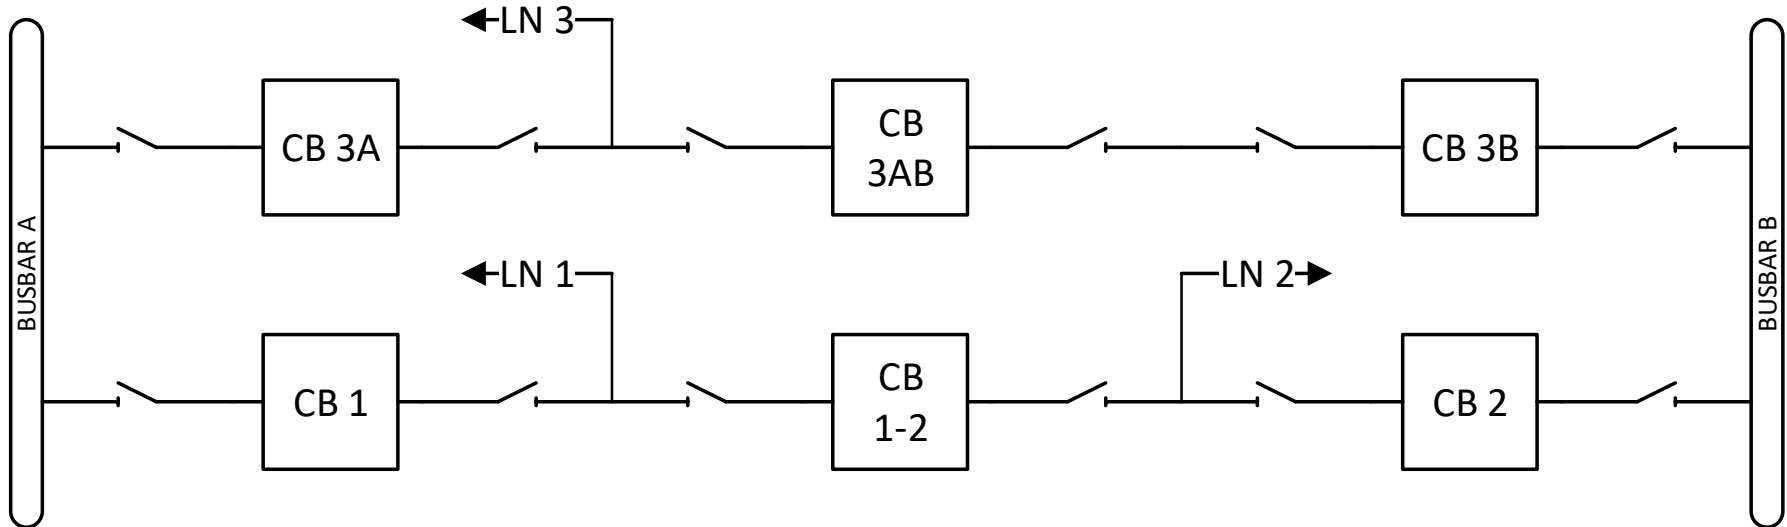 LN 3
CB 3A
CB
3AB
CB 3B
BUSBAR A
BUSBAR B
LN 1
LN 2
CB 1
CB
1-2
CB 2